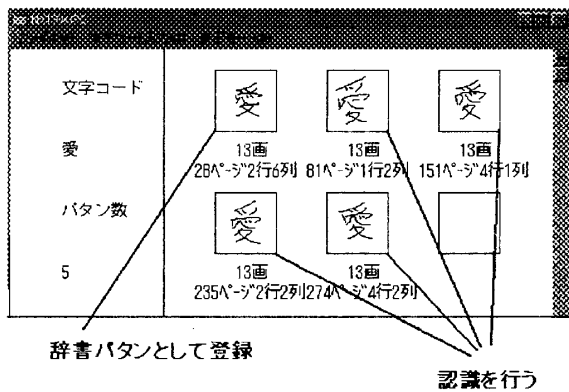 文字コード
愛
パタン数
5
愛 愛 愛
13画 13画 13画
28ページ2行6列 81ページ1行2列 151ページ4行1列
愛 愛
13画 13画
235ページ2行2列 274ページ4行2列
辞書パタンとして登録
認識を行う